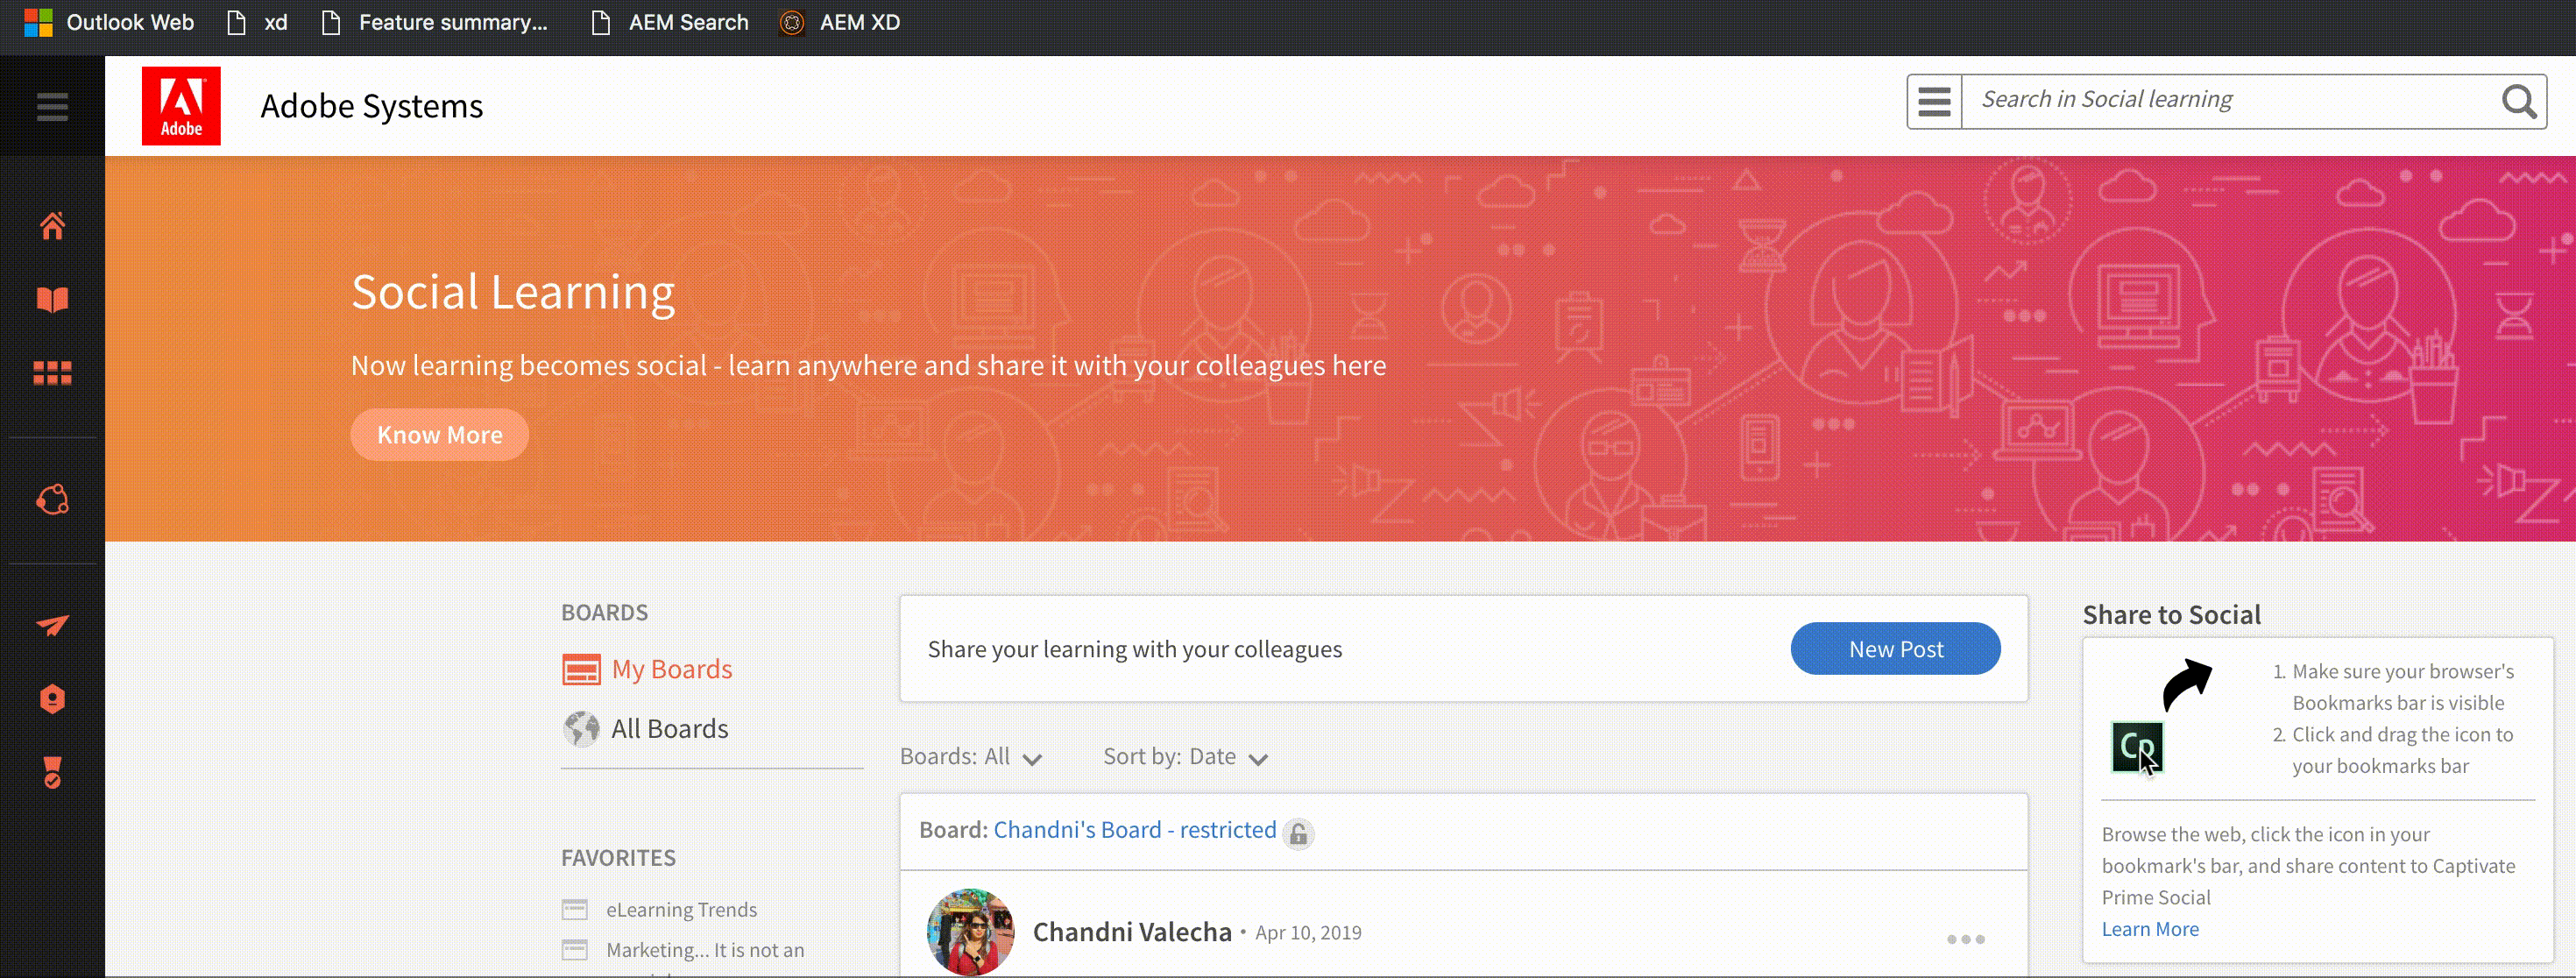 Outlook Web
xd
Feature summary...
AEM Search
AEM XD
Adobe
Adobe Systems
Search in Social learning
Social Learning
Now learning becomes social - learn anywhere and share it with your colleagues here
Know More
BOARDS
My Boards
All Boards
FAVORITES
eLearning Trends
Marketing... It is not an
Share your learning with your colleagues
New Post
Boards: All
Sort by: Date
Board: Chandni's Board - restricted
Chandni Valecha • Apr 10, 2019
Share to Social
Cp
1. Make sure your browser's
Bookmarks bar is visible
2. Click and drag the icon to
your bookmarks bar
Browse the web, click the icon in your
bookmark's bar, and share content to Captivate
Prime Social
Learn More